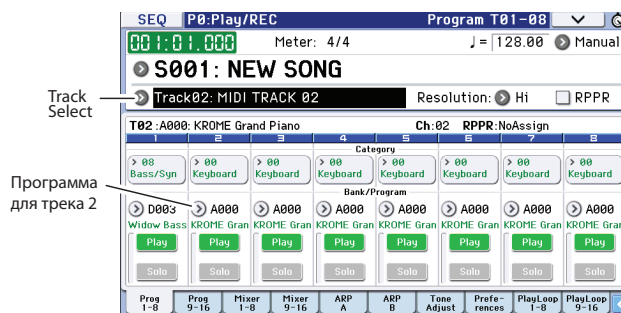 SEQ P0:Play/REC Program T01-08
001:01.000 Meter: 4/4 ♩= 128.00 Manual
S001: NEW SONG
Track Select
Track02: MIDI TRACK 02 Resolution: Hi RPPR
T02 :A000: KROME Grand Piano Ch:02 RPPR:NoAssign
1 2 3 4 5 6 7 8
Category
> 08 > 00 > 00 > 00 > 00 > 00 > 00 > 00
Bass/Syn Keyboard Keyboard Keyboard Keyboard Keyboard Keyboard Keyboard
Bank/Program
Программа для трека 2
D003 A000 A000 A000 A000 A000 A000 A000
Widow Bass KROME Gran KROME Gran KROME Gran KROME Gran KROME Gran KROME Gran KROME Gran
Play Play Play Play Play Play Play Play
Solo Solo Solo Solo Solo Solo Solo Solo
Prog 1-8 Prog 9-16 Mixer 1-8 Mixer 9-16 ARP A ARP B Tone Adjust Prefe-rences PlayLoop 1-8 PlayLoop 9-16